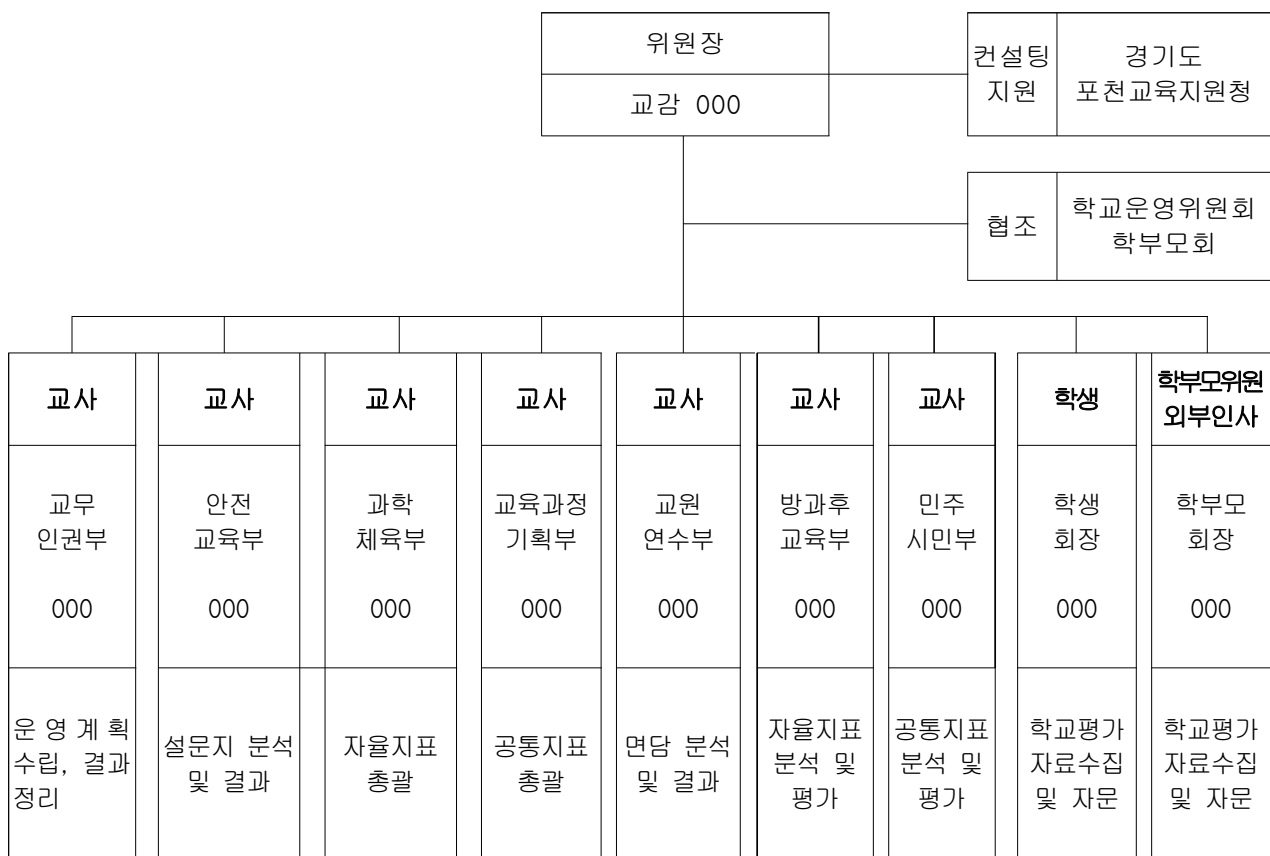 위원장
교감 000
컨설팅
지원
경기도
포천교육지원청
협조
학교운영위원회
학부모회
교사
교무
인권부
000
운 영 계 획
수립, 결과
정리
교사
안전
교육부
000
설문지 분석
및 결과
교사
과학
체육부
000
자율지표
총괄
교사
교육과정
기획부
000
공통지표
총괄
교사
교원
연수부
000
면담 분석
및 결과
교사
방과후
교육부
000
자율지표
분석 및
평가
교사
민주
시민부
000
공통지표
분석 및
평가
학생
학생
회장
000
학교평가
자료수집
및 자문
학부모위원
외부인사
학부모
회장
000
학교평가
자료수집
및 자문